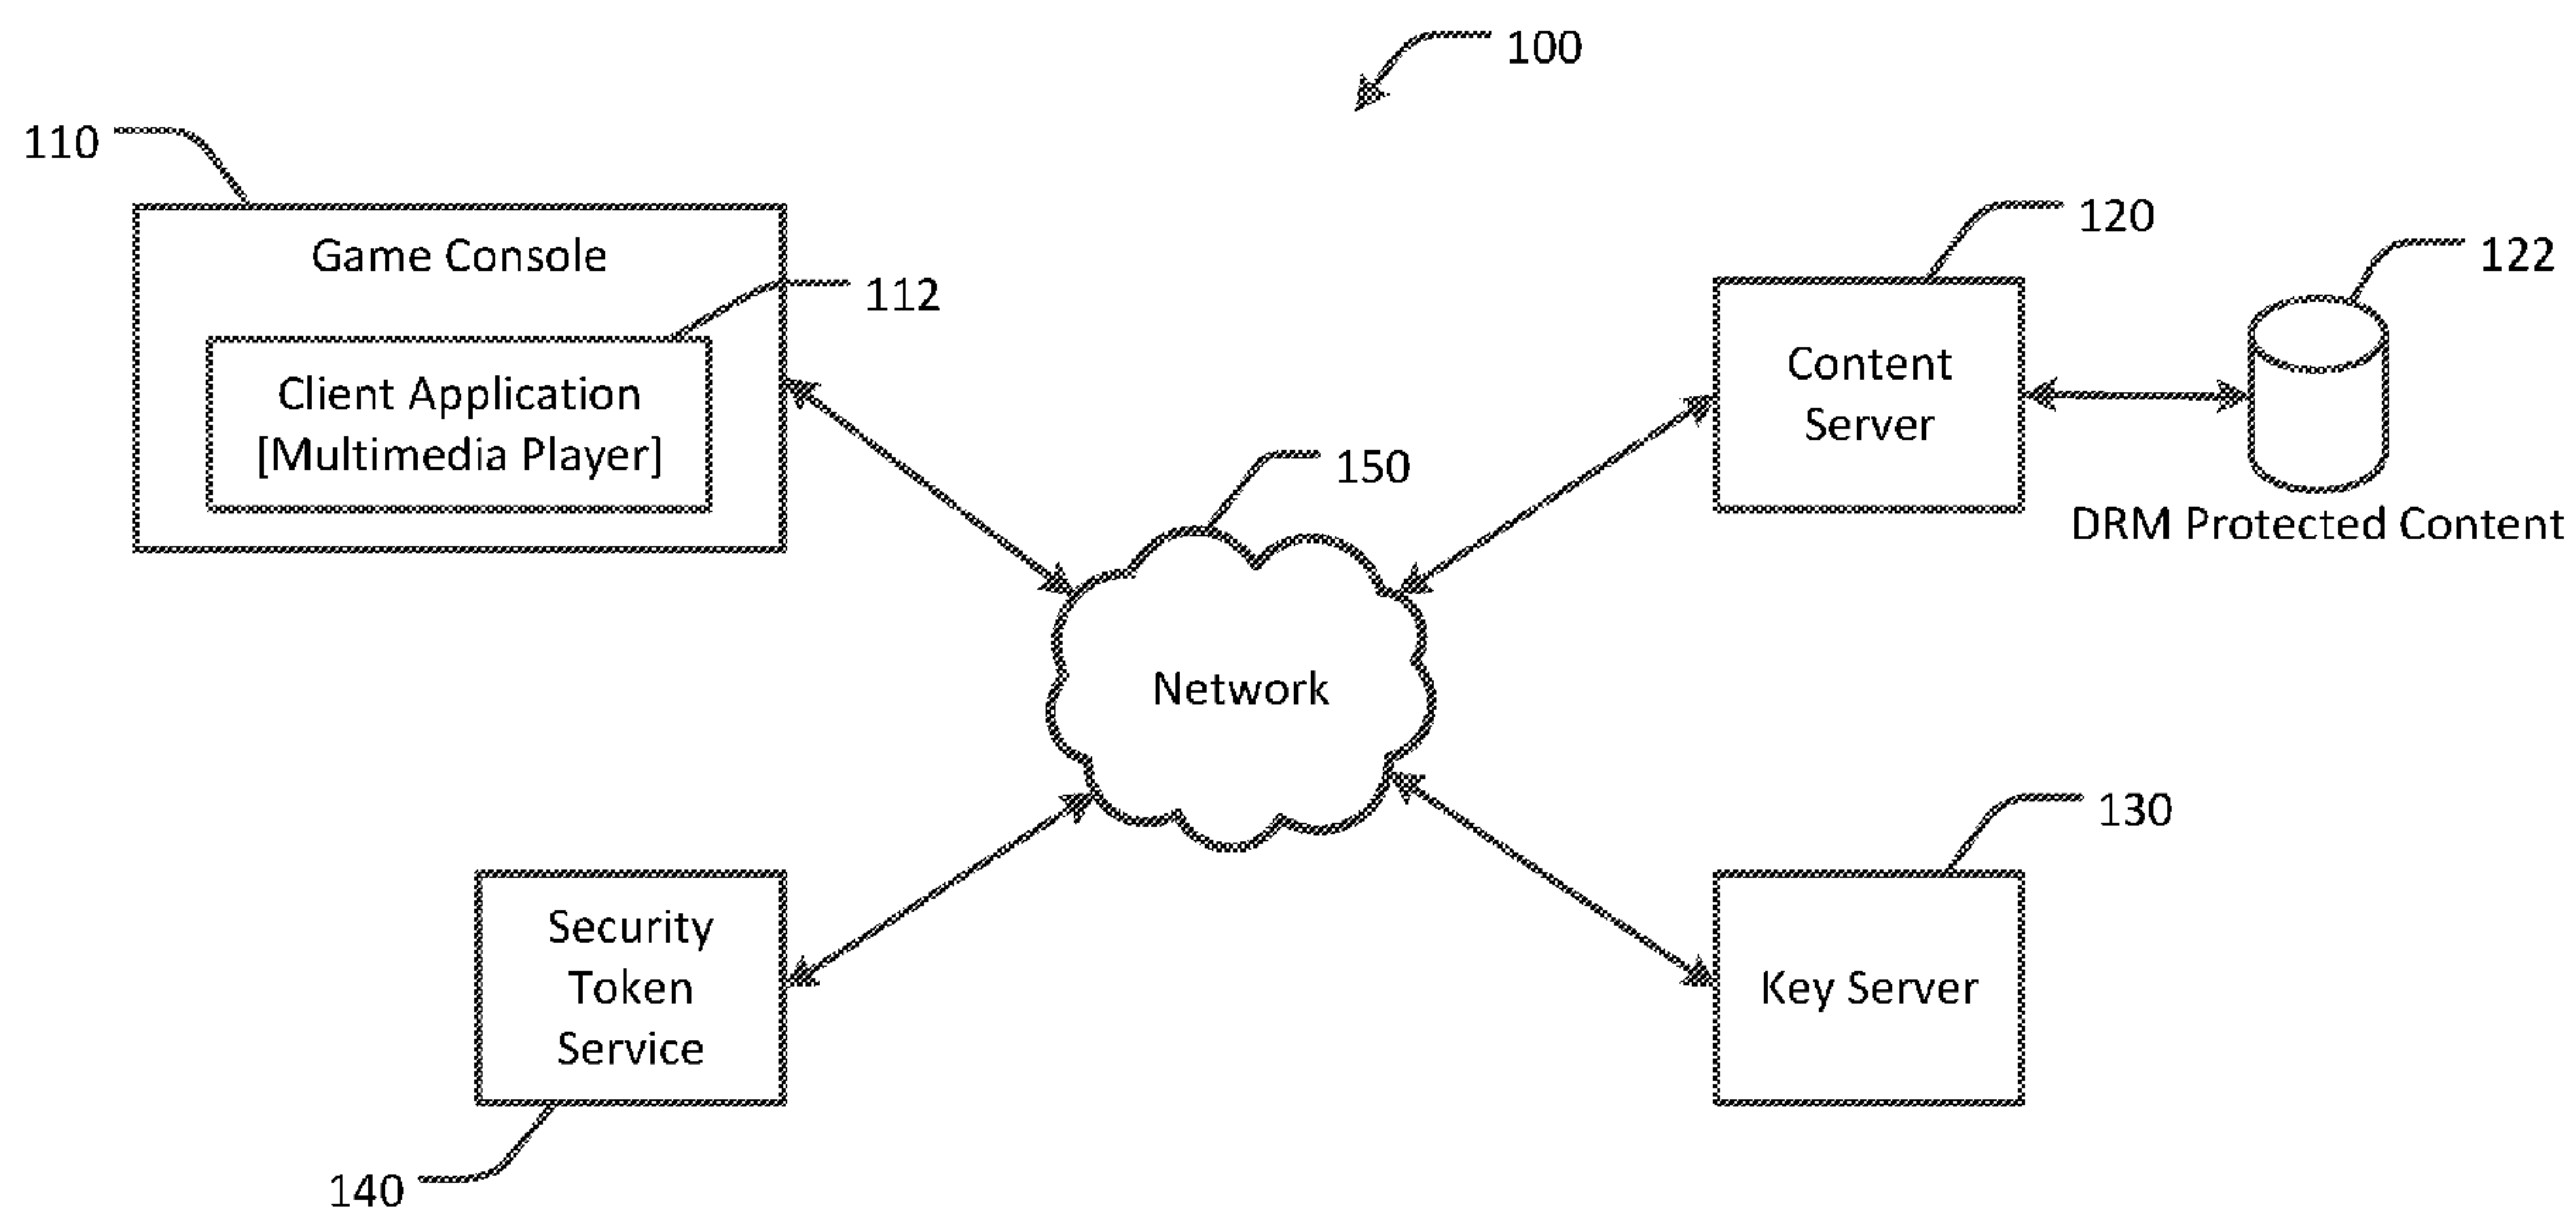 100
110
Game Console
112
Client Application
[Multimedia Player]
120
122
Content
Server
DRM Protected Content
150
Network
130
Security
Token
Service
Key Server
140